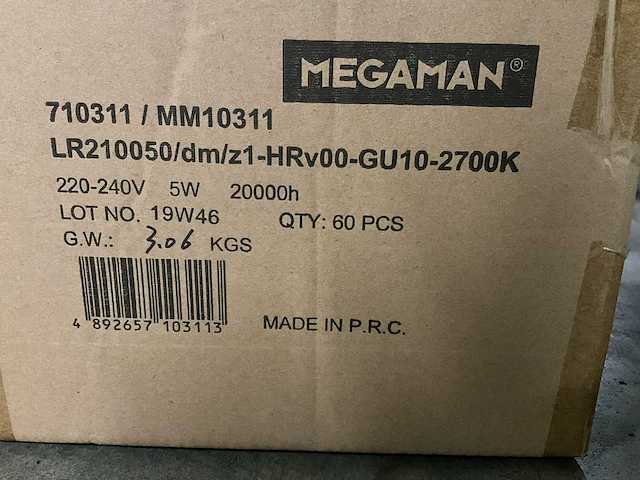 MEGAMAN®
710311 / MM10311
LR210050/dm/z1-HRv00-GU10-2700K
220-240V 5W 20000h
LOT NO. 19W46 QTY: 60 PCS
G.W.: 3.06 KGS
4 892657 103113
MADE IN P.R.C.